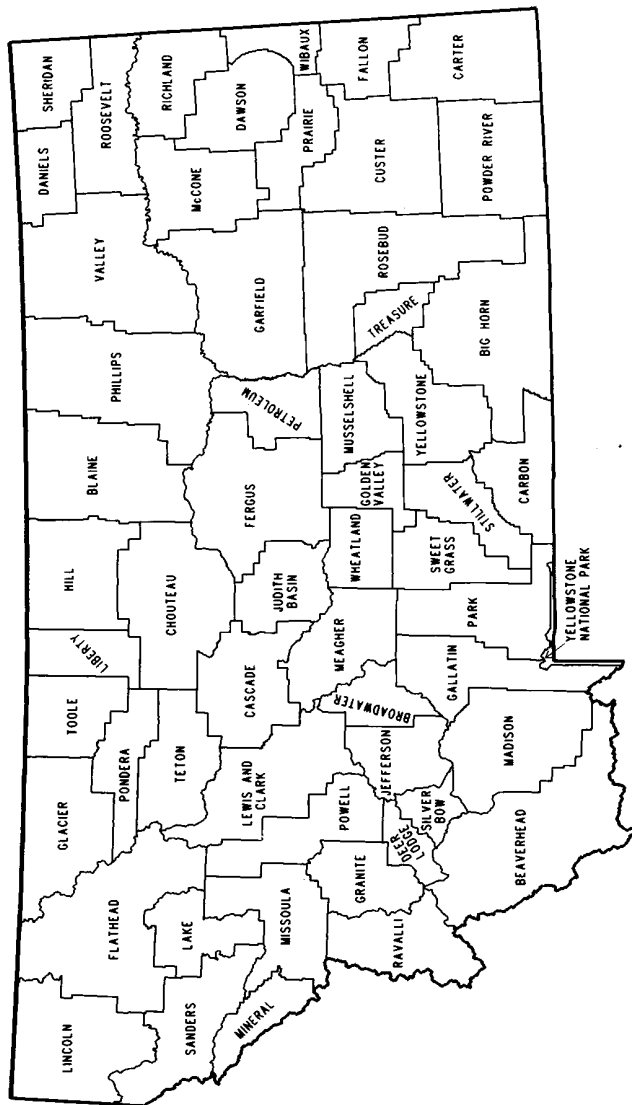 LINCOLN
FLATHEAD
GLACIER
TOOLE
LIBERTY
HILL
BLAINE
PHILLIPS
VALLEY
DANIELS
SHERIDAN
ROOSEVELT
SANDERS
LAKE
PONDERA
TETON
CHOUTEAU
RICHLAND
McCONE
DAWSON
MINERAL
MISSOULA
LEWIS AND
CLARK
CASCADE
JUDITH
BASIN
FERGUS
PETROLEUM
GARFIELD
PRAIRIE
WIBAUX
POWELL
GRANITE
RAVALLI
DEER
LODGE
SILVER
BOW
JEFFERSON
BROADWATER
MEAGHER
WHEATLAND
GOLDEN
VALLEY
MUSSELSHELL
TREASURE
ROSEBUD
CUSTER
FALLON
BEAVERHEAD
MADISON
GALLATIN
PARK
SWEET
GRASS
STILLWATER
YELLOWSTONE
CARBON
BIG HORN
POWDER RIVER
CARTER
YELLOWSTONE
NATIONAL PARK